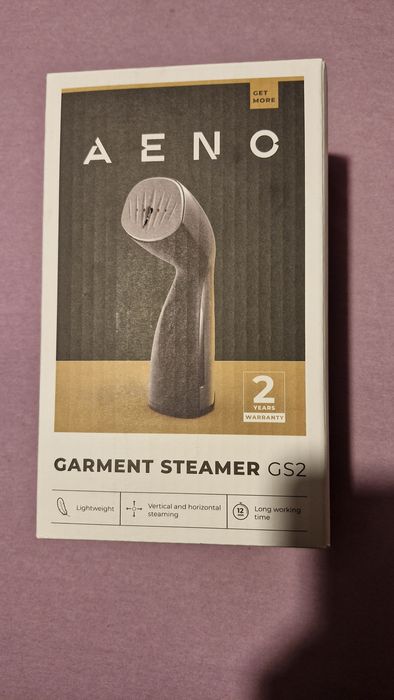 GET
MORE
AENO
2
YEARS
WARRANTY
GARMENT STEAMER GS2
Lightweight
Vertical and horizontal
steaming
12
Long working
time